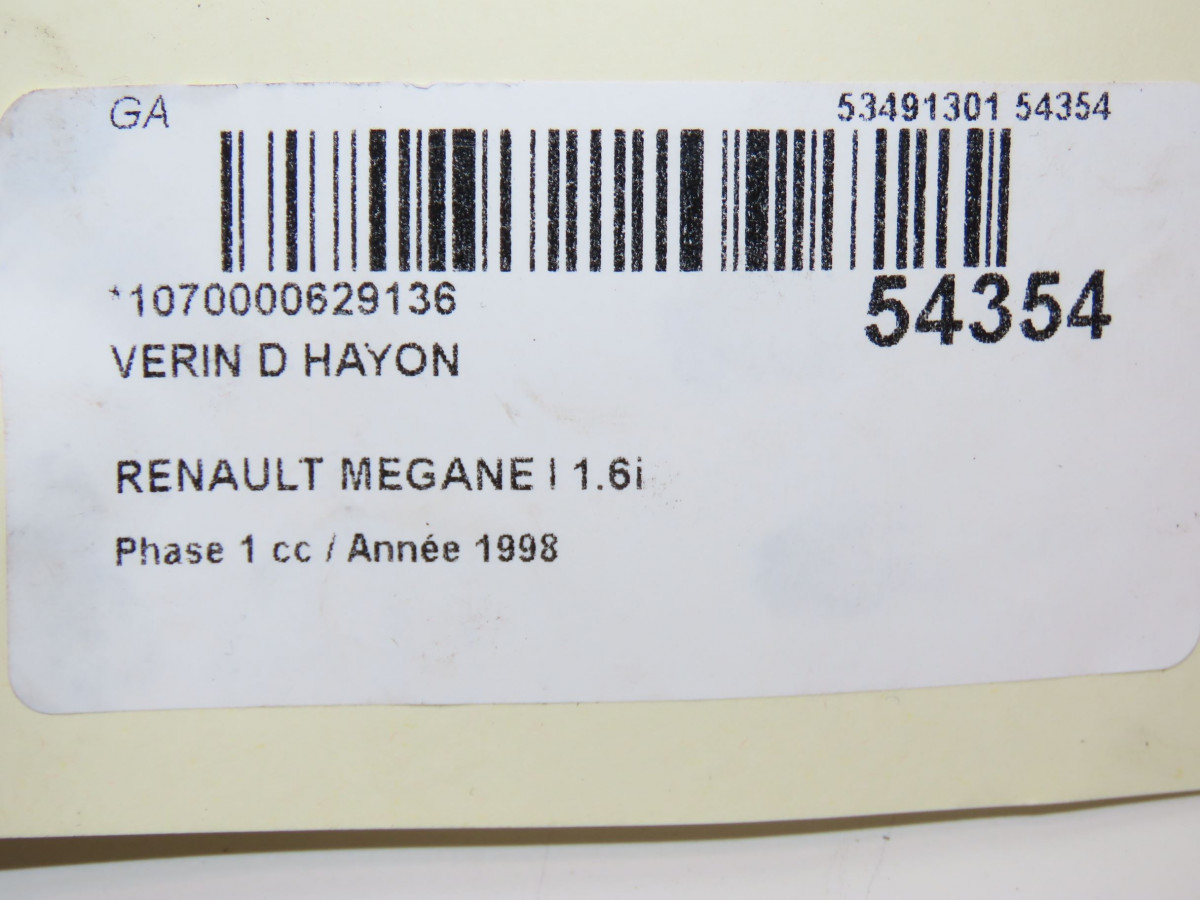 GA
53491301 54354
*1070000629136
54354
VERIN D HAYON
RENAULT MEGANE I 1.6i
Phase 1 cc / Année 1998